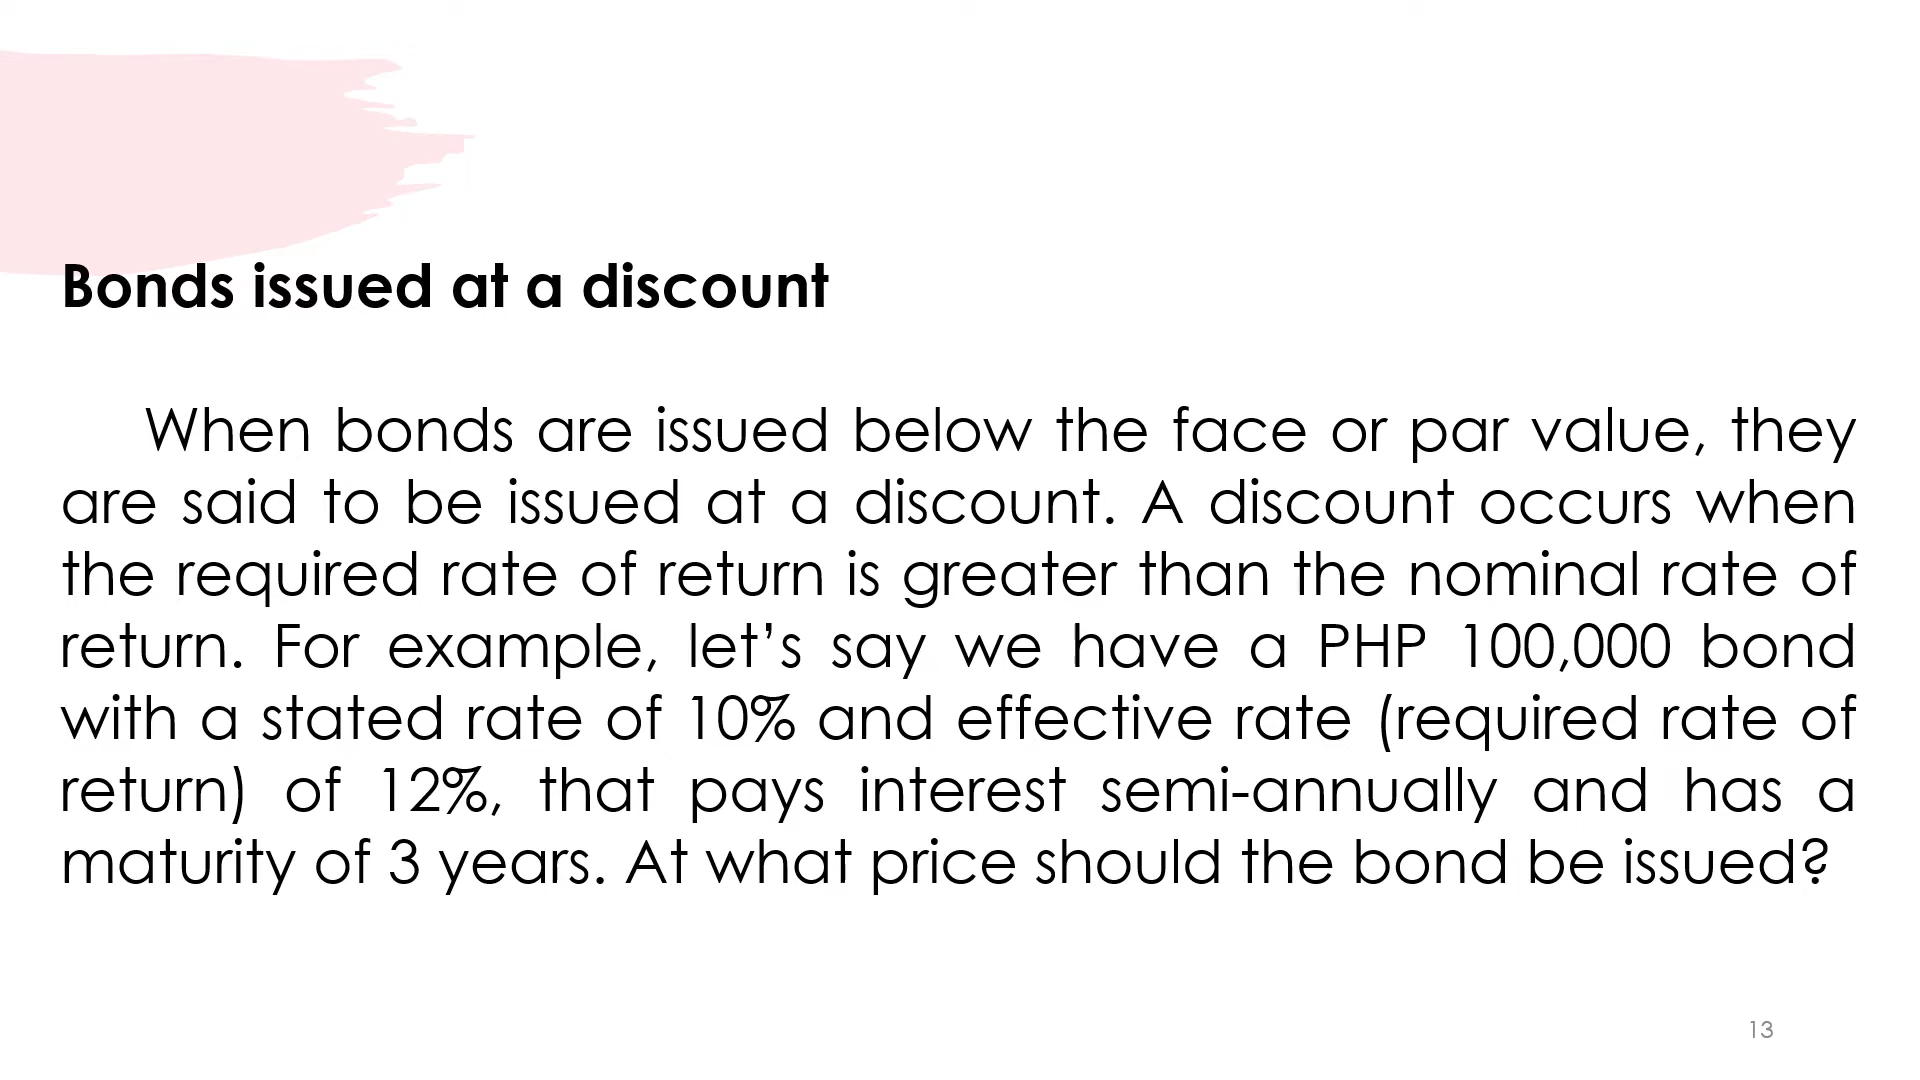 Bonds issued at a discount
When bonds are issued below the face or par value, they
are said to be issued at a discount. A discount occurs when
the required rate of return is greater than the nominal rate of
return. For example, let’s say we have a PHP 100,000 bond
with a stated rate of 10% and effective rate (required rate of
return) of 12%, that pays interest semi-annually and has a
maturity of 3 years. At what price should the bond be issued?
13